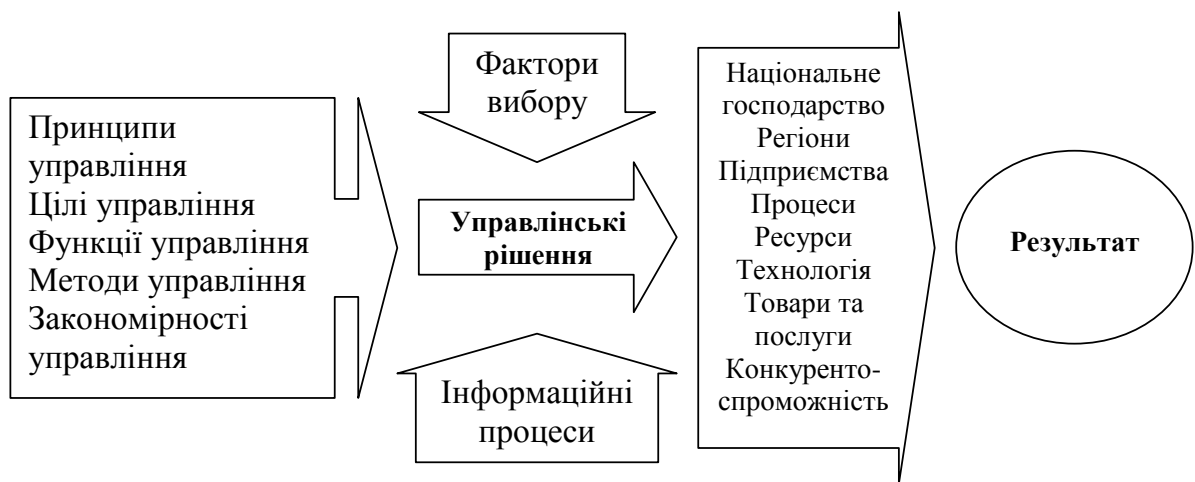 Принципи
управління
Цілі управління
Функції управління
Методи управління
Закономірності
управління
Фактори
вибору
Управлінські
рішення
Інформаційні
процеси
Національне
господарство
Регіони
Підприємства
Процеси
Ресурси
Технологія
Товари та
послуги
Конкуренто-
спроможність
Результат